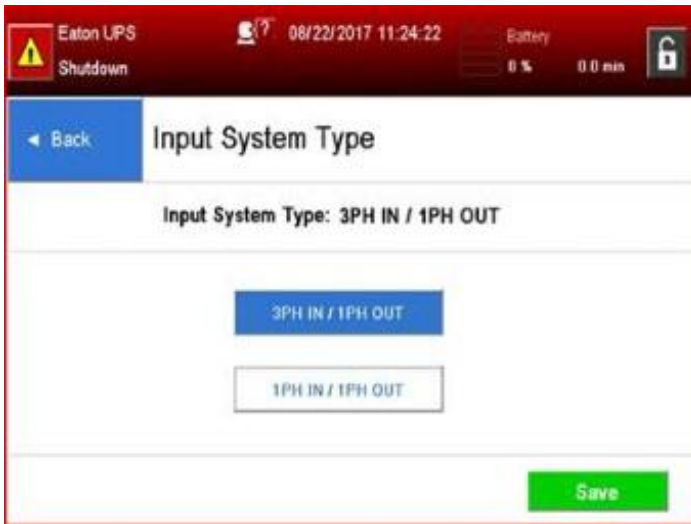 Eaton UPS
Shutdown
08/22/2017 11:24:22
Battery
0 % 0.0 min
◄ Back
Input System Type
Input System Type: 3PH IN / 1PH OUT
3PH IN / 1PH OUT
1PH IN / 1PH OUT
Save